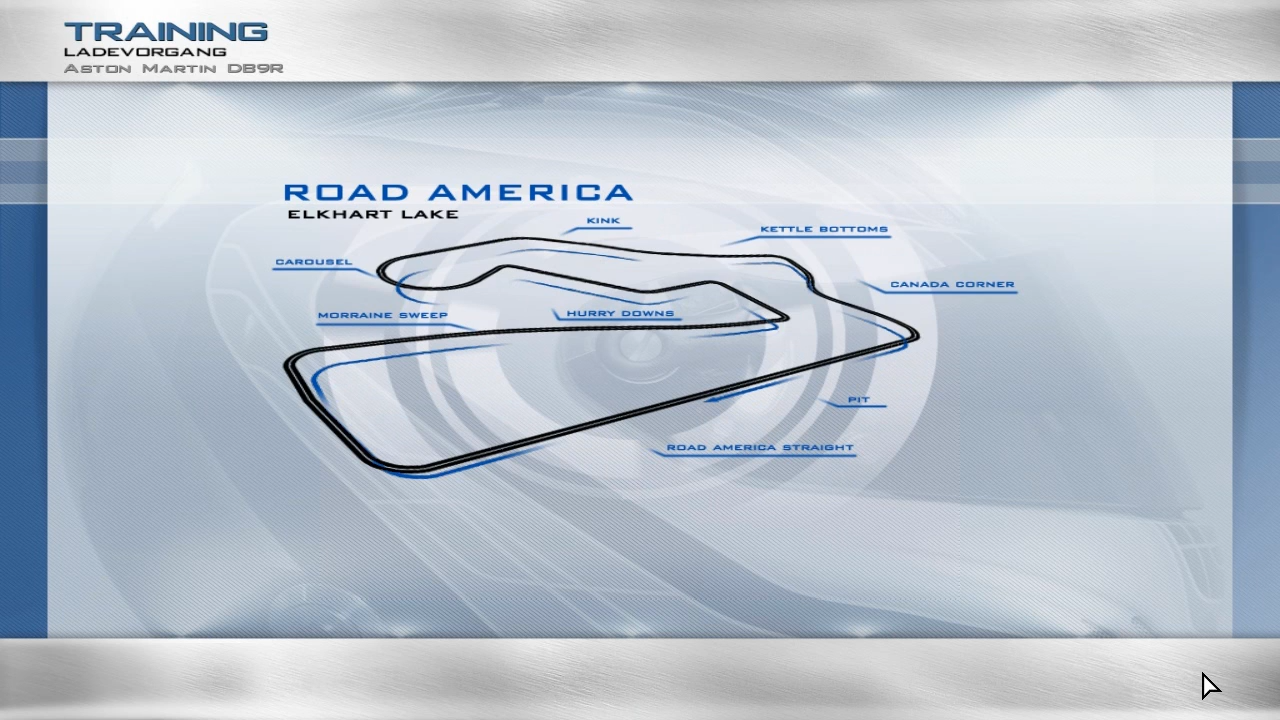 TRAINING
LADEVORGANG
ASTON MARTIN DB9R
ROAD AMERICA
ELKHART LAKE
KINK
KETTLE BOTTOMS
CAROUSEL
CANADA CORNER
MORRAINE SWEEP
HURRY DOWNS
PIT
ROAD AMERICA STRAIGHT